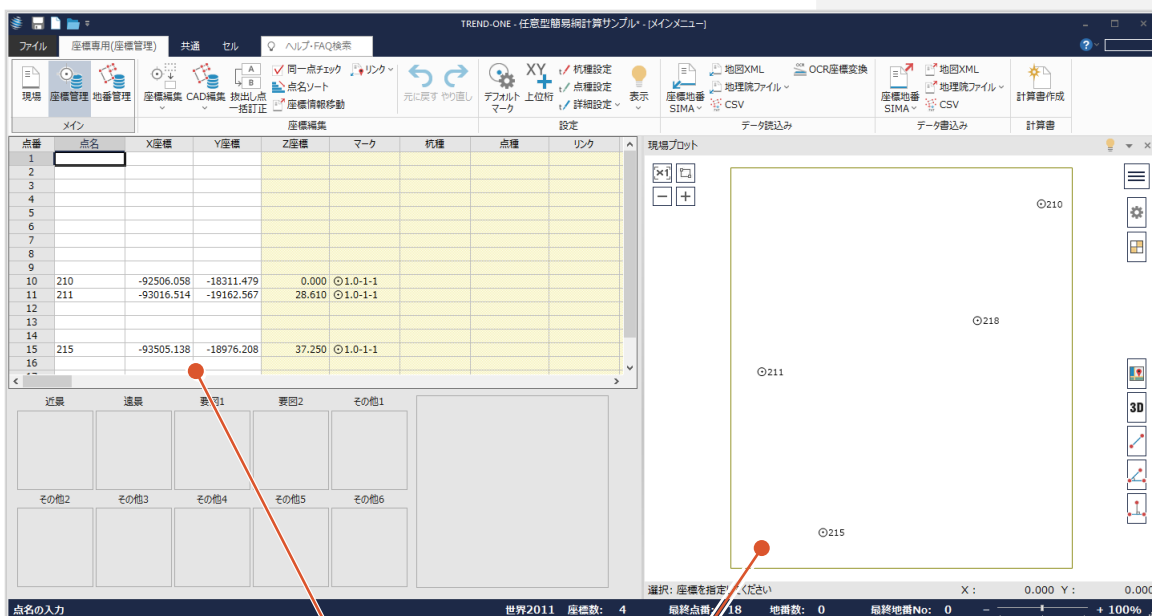 TREND-ONE - 任意型簡易網計算サンプル* - [メインメニュー]
ファイル 座標専用(座標管理) 共通 セル ヘルプ・FAQ検索
現場 座標管理 地番管理
メイン
座標編集 CAD編集 抜出し点一括訂正 同一点チェック 点名ソート 座標情報移動 リンク 元に戻す やり直し
座標編集
デフォルトマーク 上位桁 杭種設定 点種設定 詳細設定 表示
設定
座標地番SIMA 地図XML 地理院ファイル CSV OCR座標変換
データ読込み
座標地番SIMA 地図XML 地理院ファイル CSV
データ書込み
計算書作成
計算書
点番 点名 X座標 Y座標 Z座標 マーク 杭種 点種 リンク
1
2
3
4
5
6
7
8
9
10 210 -92506.058 -18311.479 0.000 ⊙1.0-1-1
11 211 -93016.514 -19162.567 28.610 ⊙1.0-1-1
12
13
14
15 215 -93505.138 -18976.208 37.250 ⊙1.0-1-1
16
近景 遠景 要図1 要図2 その他1
その他2 その他3 その他4 その他5 その他6
現場プロット
×1
210
218
211
215
3D
選択: 座標を指定してください X : 0.000 Y : 0.000
点名の入力 世界2011 座標数: 4 最終点番: 18 地番数: 0 最終地番No: 0 − + 100%